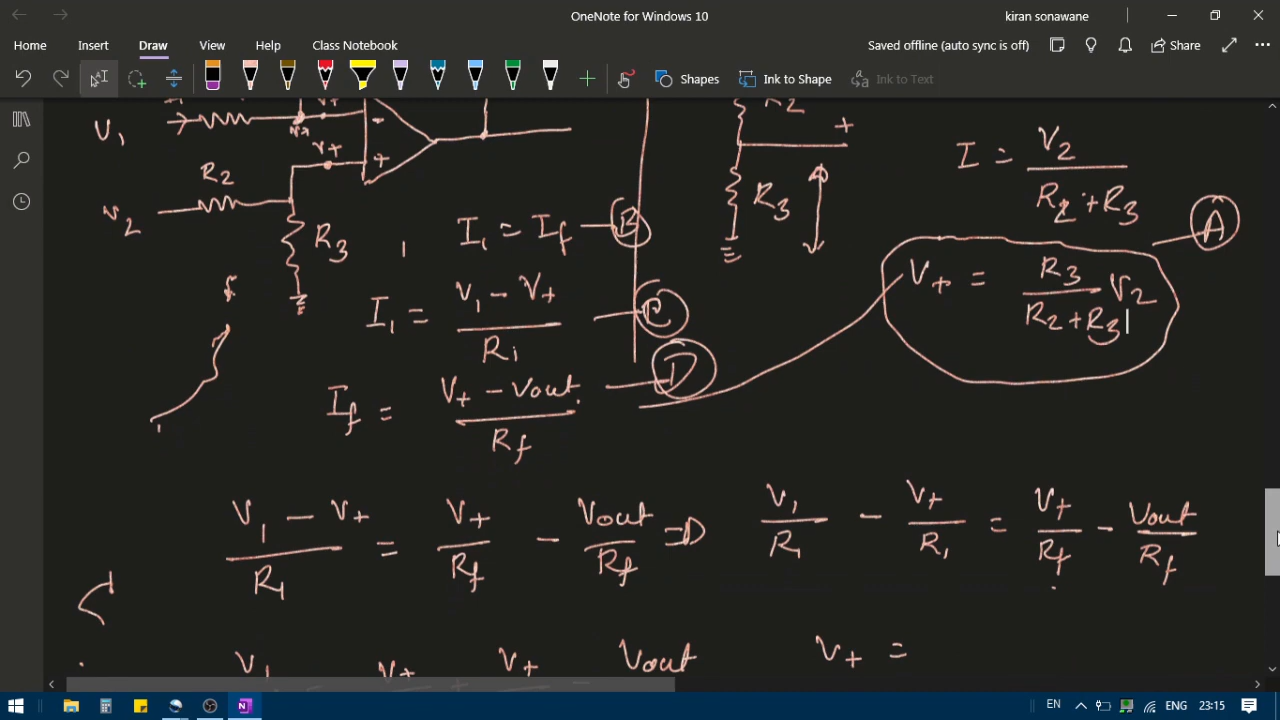 OneNote for Windows 10
kiran sonawane
Home Insert Draw View Help Class Notebook
Saved offline (auto sync is off)
Share
Shapes
Ink to Shape
Ink to Text
V1
V+
-
V+
+
R2
V2
R3
R2
+
R3
I = V2 / (R2 + R3)
A
V+ = R3 / (R2 + R3) V2
I1 = If — B
I1 = (V1 - V+) / R1 — C
If = (V+ - Vout) / Rf — D
(V1 - V+) / R1 = V+ / Rf - Vout / Rf ⇒ V1 / R1 - V+ / R1 = V+ / Rf - Vout / Rf
V1 V+ V+ Vout
= + -
V+ =
EN
ENG 23:15